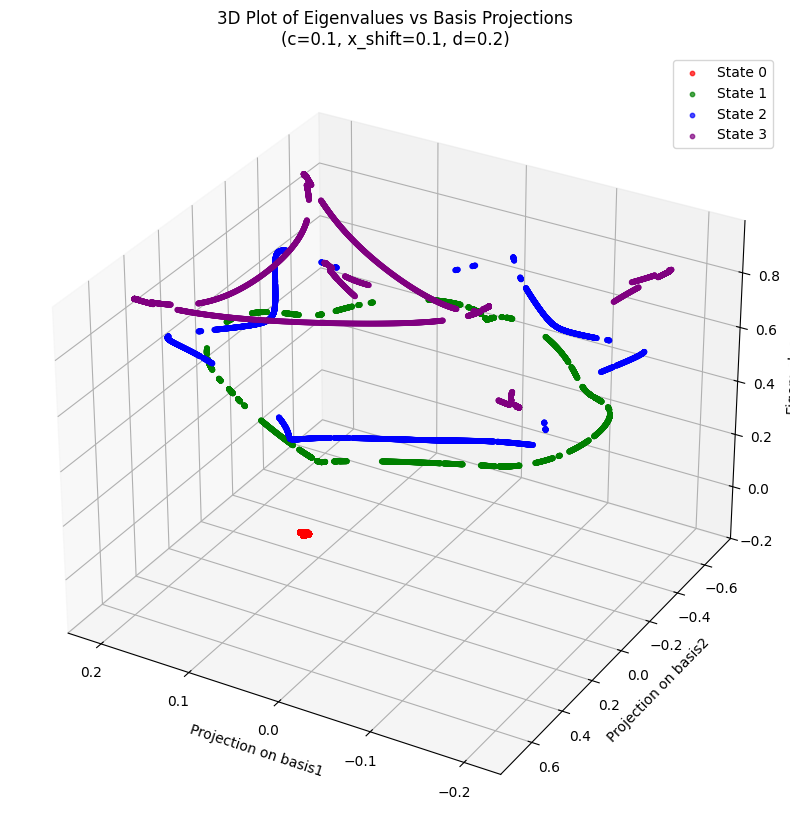 3D Plot of Eigenvalues vs Basis Projections
(c=0.1, x_shift=0.1, d=0.2)
State 0
State 1
State 2
State 3
0.8
0.6
0.4
0.2
0.0
−0.2
−0.6
−0.4
−0.2
0.0
0.2
0.4
0.6
Projection on basis2
0.2
0.1
0.0
−0.1
−0.2
Projection on basis1